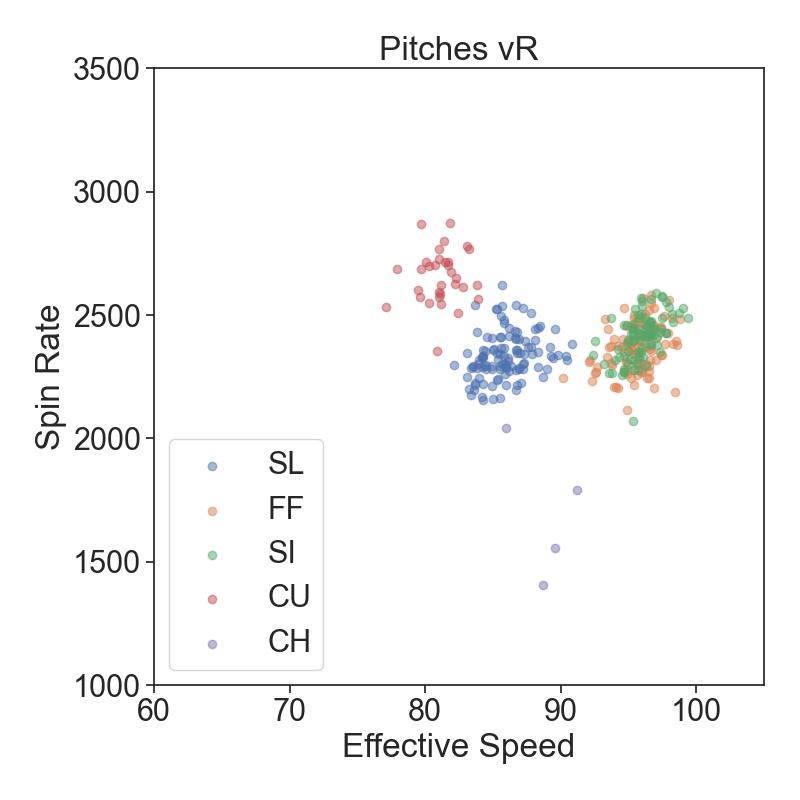 Pitches vR
3500
3000
2500
2000
1500
1000
Spin Rate
SL
FF
SI
CU
CH
60 70 80 90 100
Effective Speed